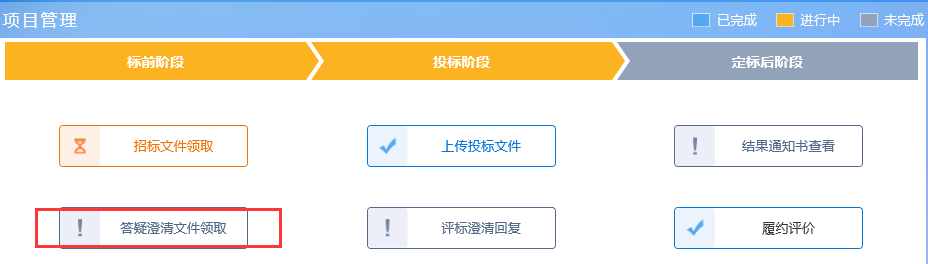 项目管理
已完成 进行中 未完成
标前阶段 投标阶段 定标后阶段
招标文件领取 上传投标文件 结果通知书查看
答疑澄清文件领取 评标澄清回复 履约评价